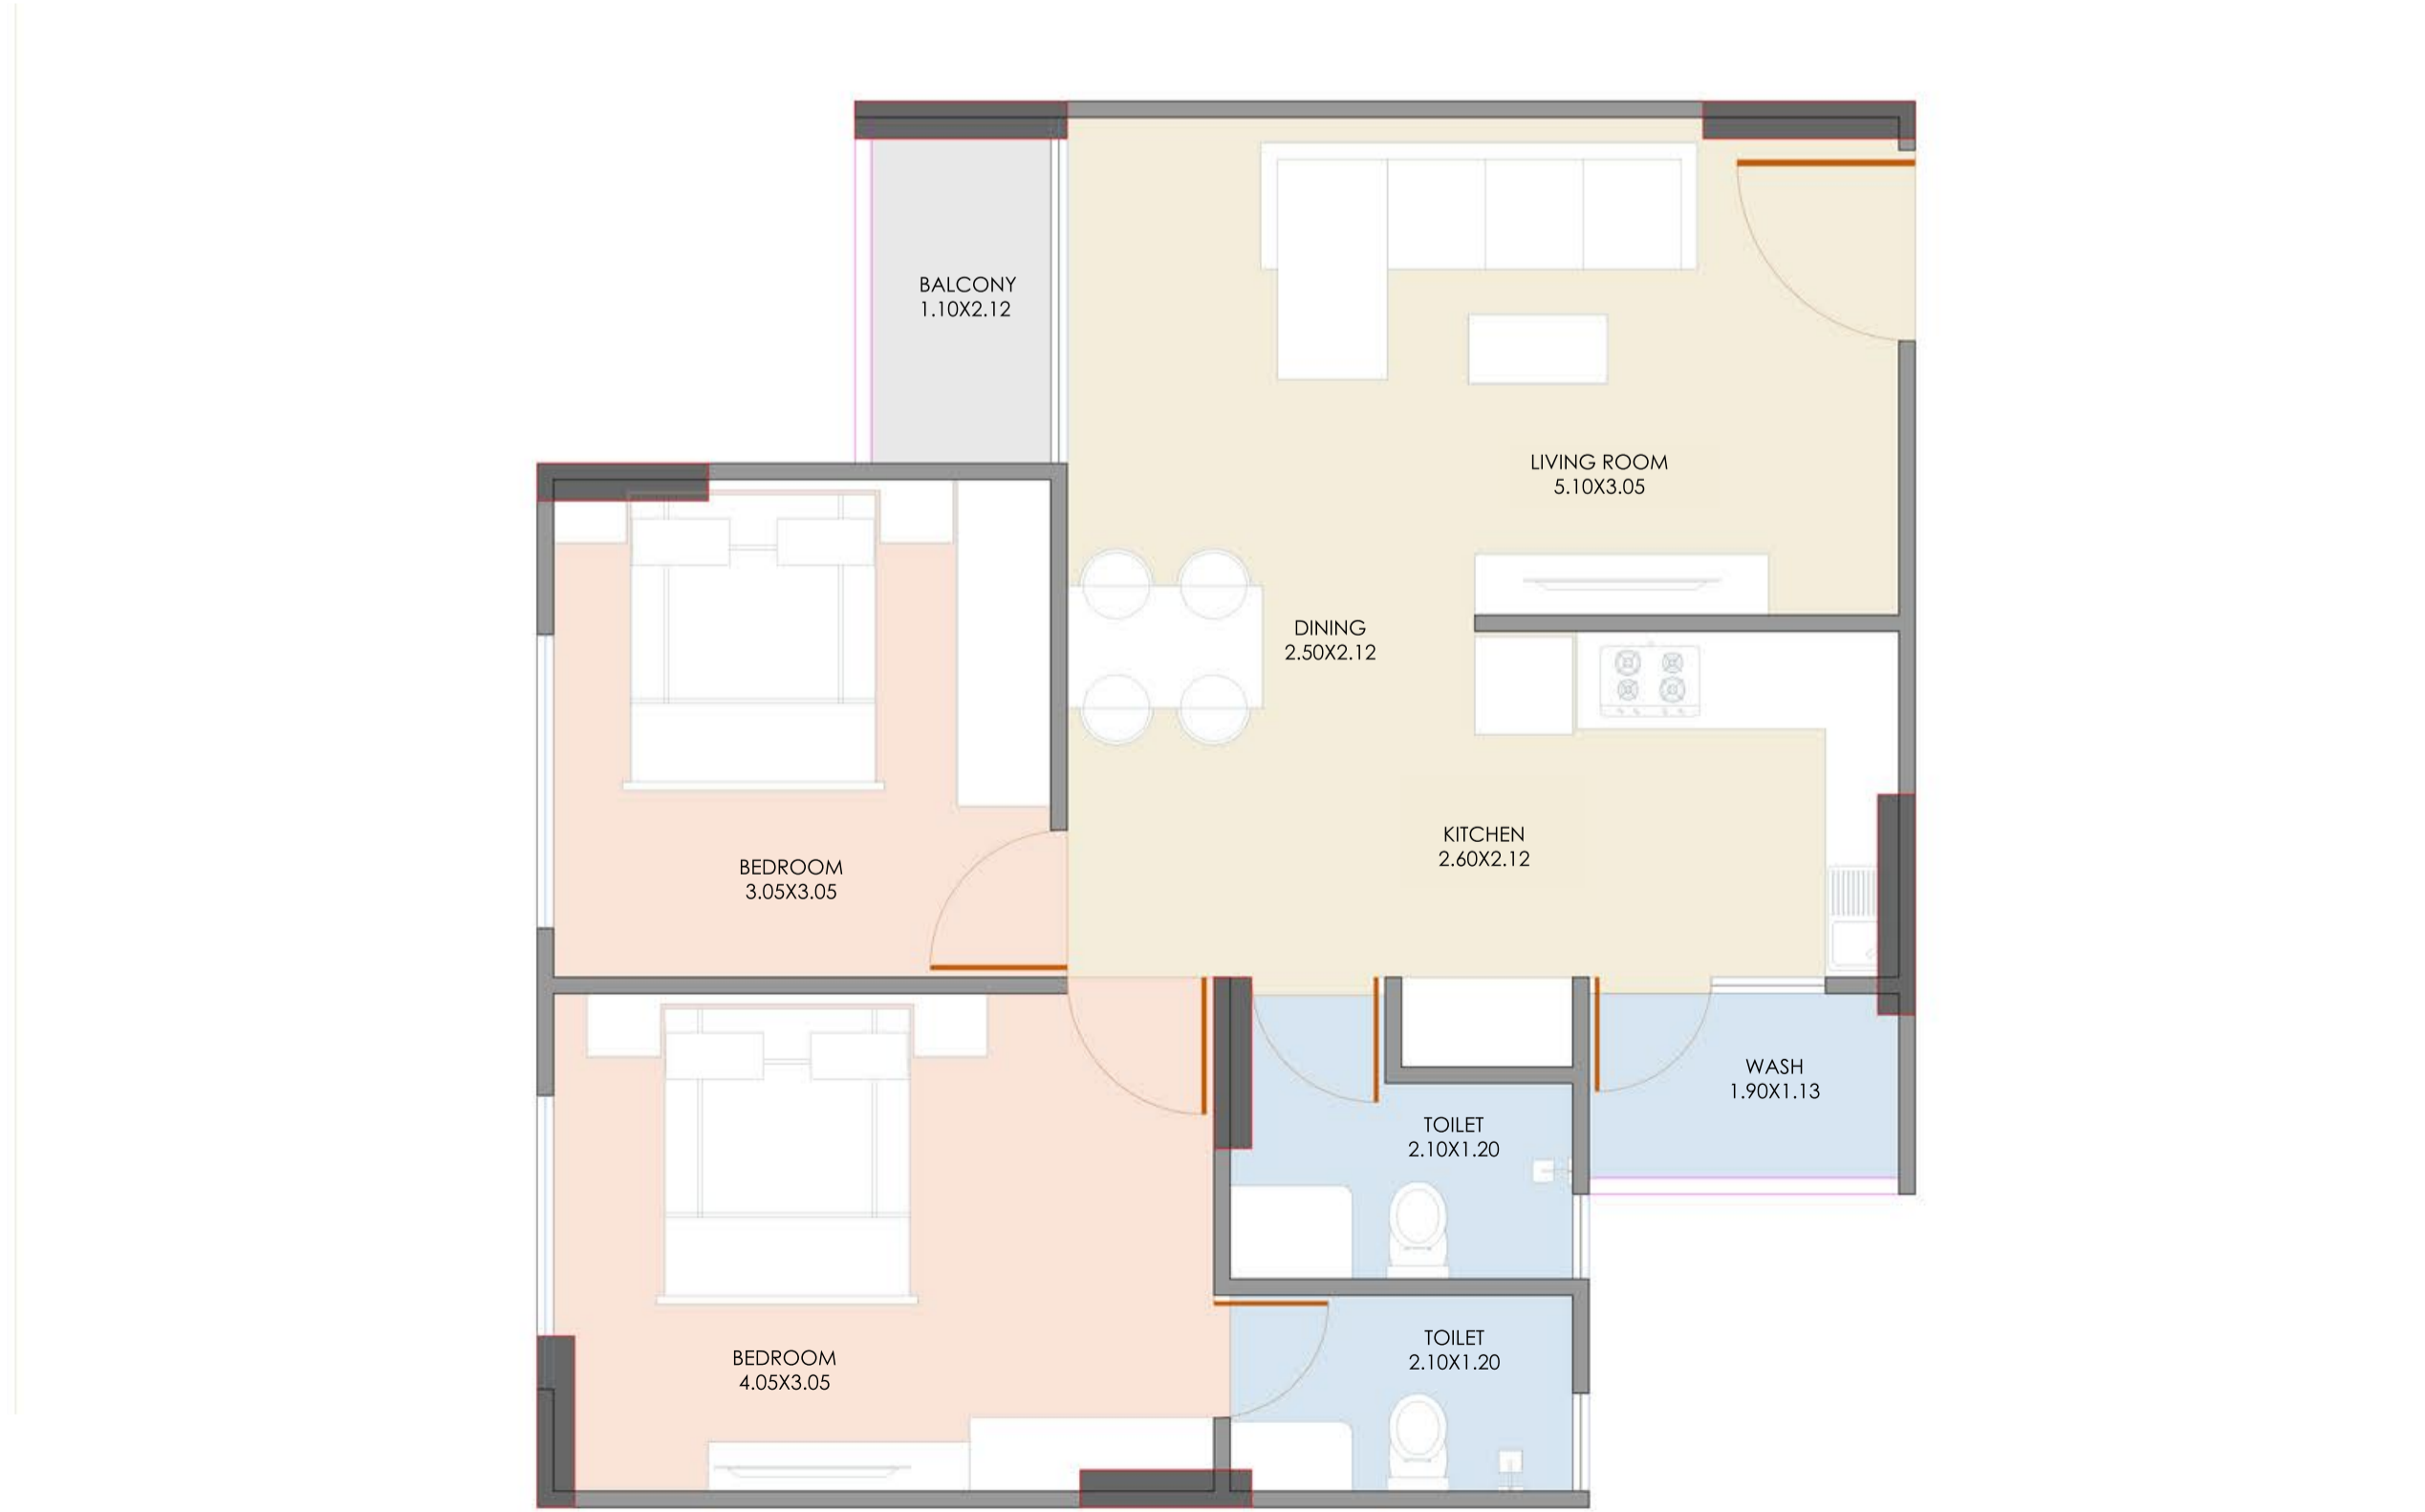 BALCONY
1.10X2.12
LIVING ROOM
5.10X3.05
DINING
2.50X2.12
KITCHEN
2.60X2.12
BEDROOM
3.05X3.05
WASH
1.90X1.13
TOILET
2.10X1.20
TOILET
2.10X1.20
BEDROOM
4.05X3.05